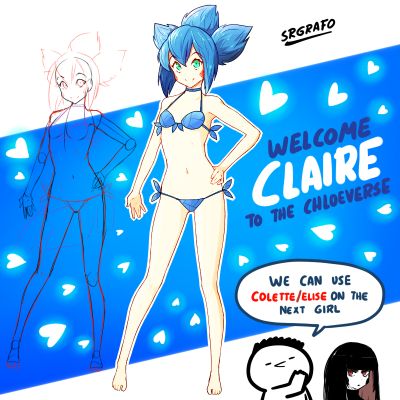 SRGRAFO
WELCOME
CLAIRE
TO THE CHLOEVERSE
WE CAN USE
COLETTE/ELISE ON THE
NEXT GIRL